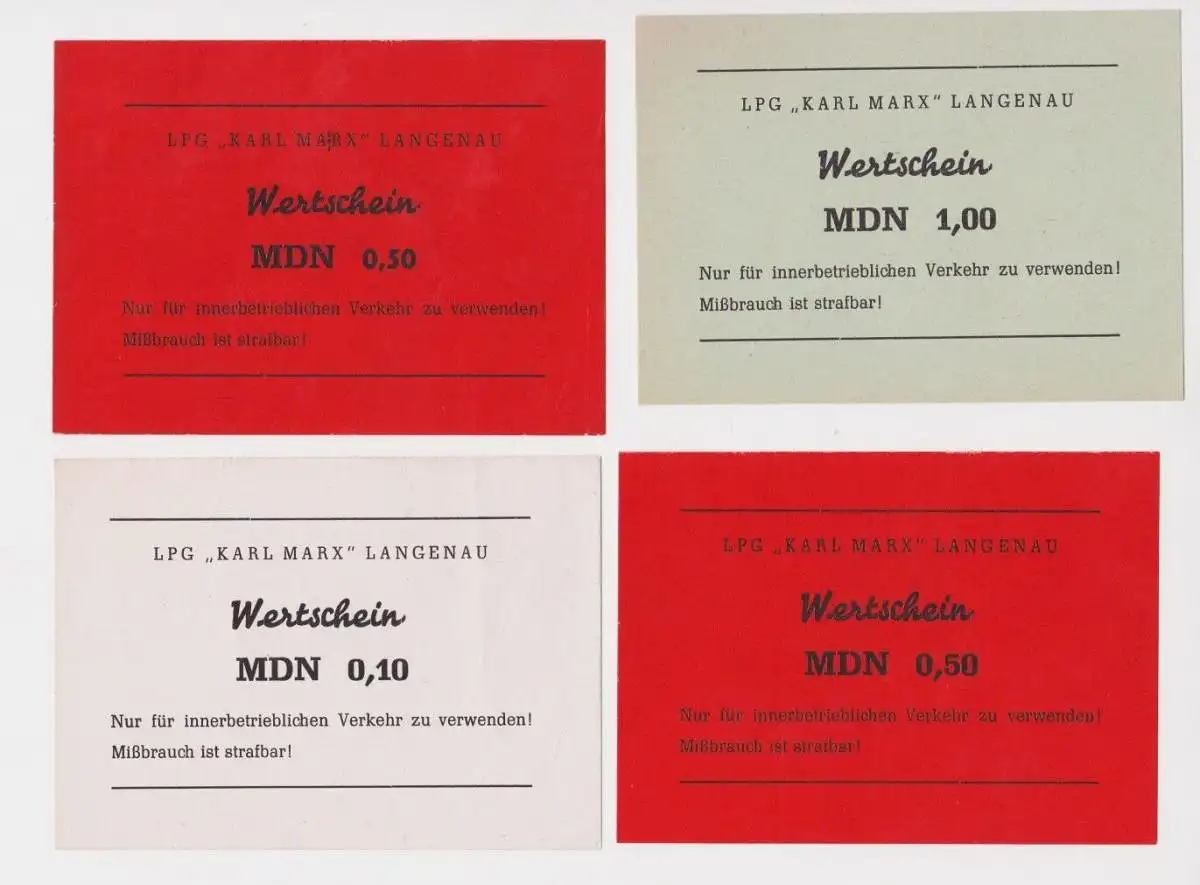 LPG „KARL MARX" LANGENAU
Wertschein
MDN 0,50
Nur für innerbetrieblichen Verkehr zu verwenden!
Mißbrauch ist strafbar!
LPG „KARL MARX" LANGENAU
Wertschein
MDN 1,00
Nur für innerbetrieblichen Verkehr zu verwenden!
Mißbrauch ist strafbar!
LPG „KARL MARX" LANGENAU
Wertschein
MDN 0,10
Nur für innerbetrieblichen Verkehr zu verwenden!
Mißbrauch ist strafbar!
LPG „KARL MARX" LANGENAU
Wertschein
MDN 0,50
Nur für innerbetrieblichen Verkehr zu verwenden!
Mißbrauch ist strafbar!